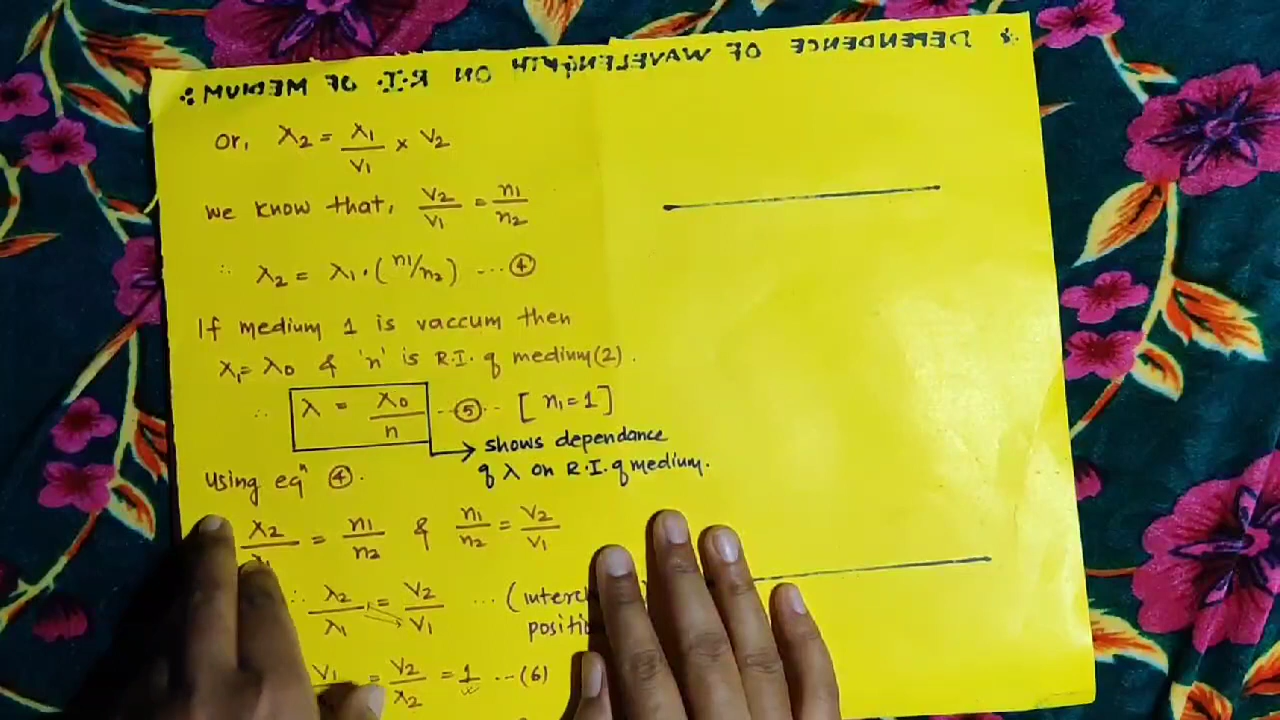 * DEPENDENCE OF WAVELENGTH ON R.I. OF MEDIUM :
or, λ2 = λ1/V1 × V2
we know that, V2/V1 = n1/n2
∴ λ2 = λ1·(n1/n2) ---- ④
If medium 1 is vaccum then
λ1 = λ0 & 'n' is R.I. of medium(2).
∴ λ = λ0/n --⑤-- [n1=1]
→ shows dependance
of λ on R.I. of medium.
Using eqⁿ ④.
λ2/λ1 = n1/n2 & n1/n2 = V2/V1
∴ λ2/λ1 = V2/V1 ... (
V1 = V2/λ2 = 1 --(6)